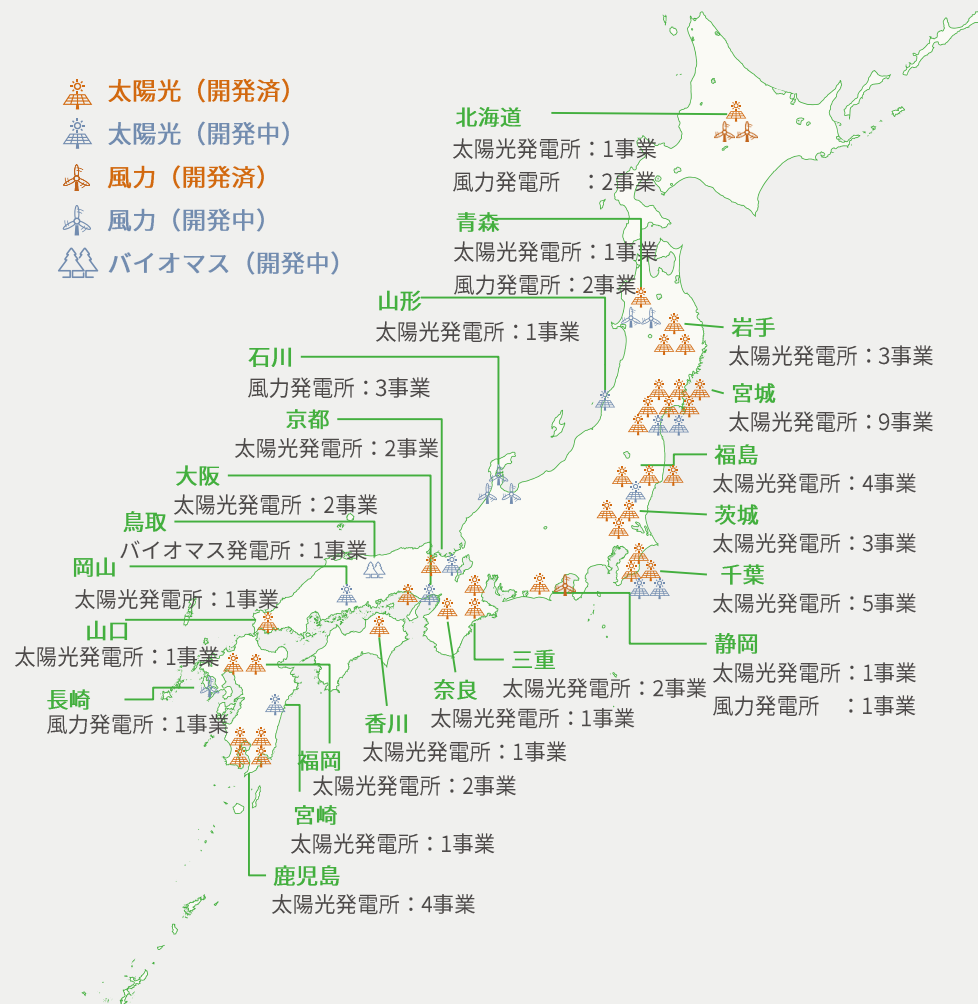 太陽光（開発済）
太陽光（開発中）
風力（開発済）
風力（開発中）
バイオマス（開発中）
北海道
太陽光発電所：1事業
風力発電所　：2事業
青森
太陽光発電所：1事業
風力発電所：2事業
山形
太陽光発電所：1事業
岩手
太陽光発電所：3事業
石川
風力発電所：3事業
宮城
太陽光発電所：9事業
京都
太陽光発電所：2事業
福島
太陽光発電所：4事業
大阪
太陽光発電所：2事業
茨城
太陽光発電所：3事業
鳥取
バイオマス発電所：1事業
岡山
太陽光発電所：1事業
千葉
太陽光発電所：5事業
山口
太陽光発電所：1事業
静岡
太陽光発電所：1事業
風力発電所　：1事業
三重
太陽光発電所：2事業
長崎
風力発電所：1事業
奈良
太陽光発電所：1事業
香川
太陽光発電所：1事業
福岡
太陽光発電所：2事業
宮崎
太陽光発電所：1事業
鹿児島
太陽光発電所：4事業